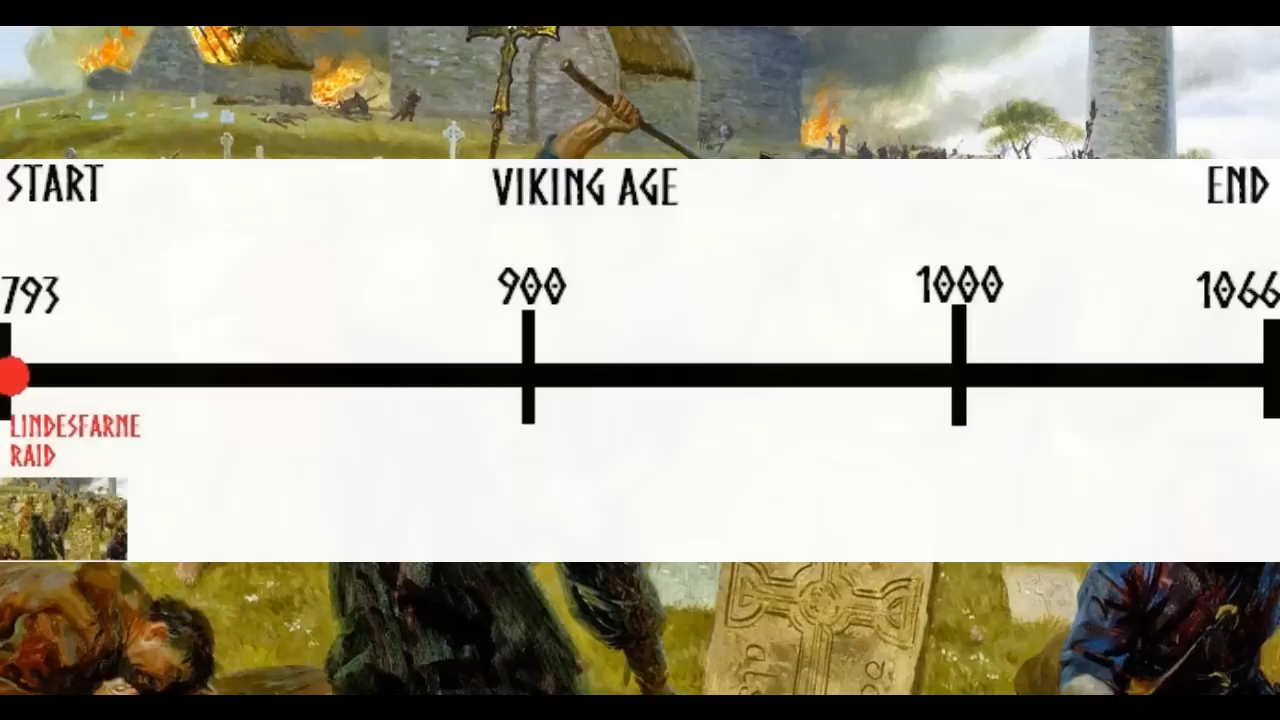 START VIKING AGE END
793 900 1000 1066
LINDESFARNE
RAID